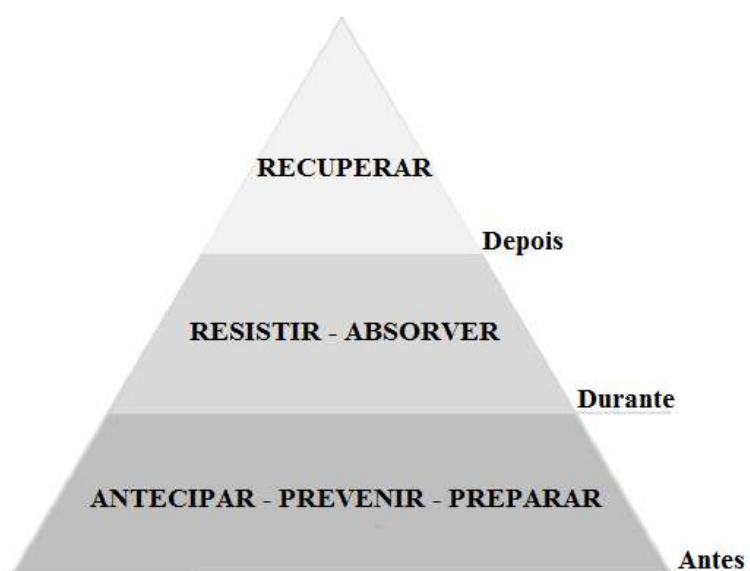 RECUPERAR
Depois
RESISTIR - ABSORVER
Durante
ANTECIPAR - PREVENIR - PREPARAR
Antes